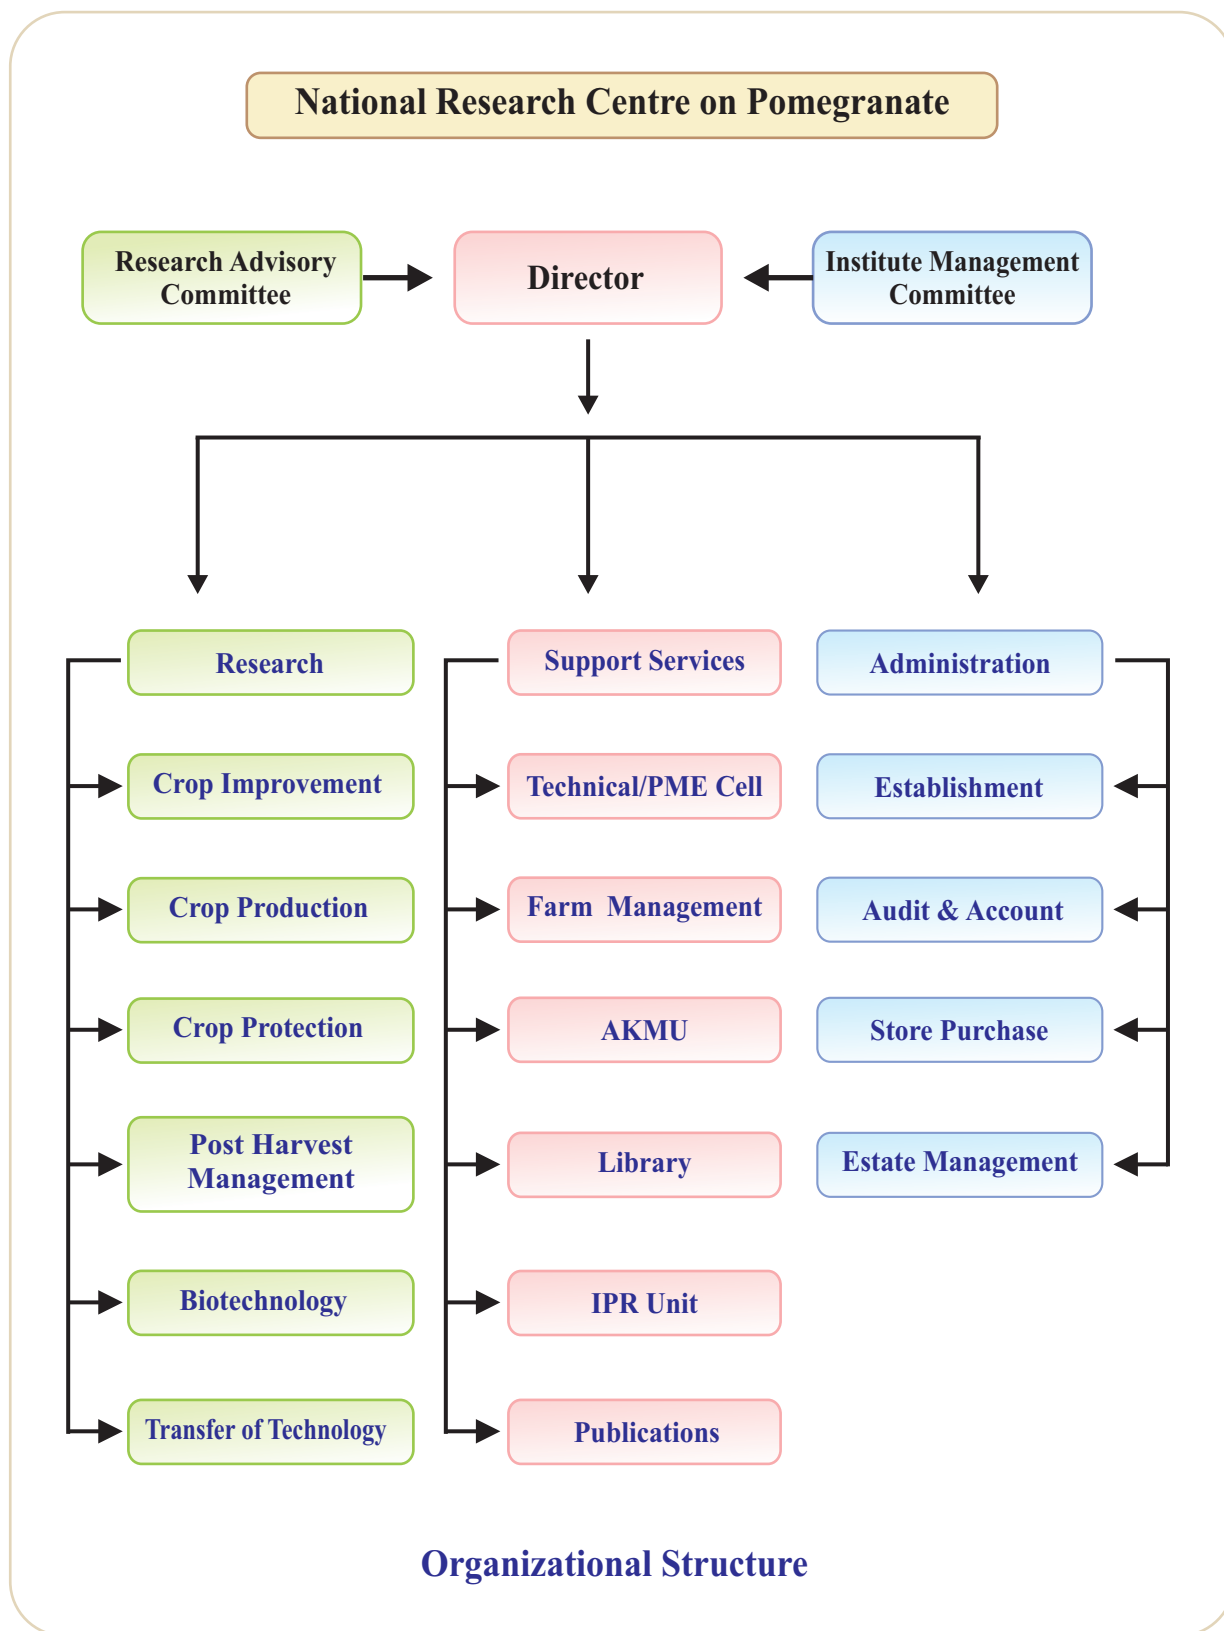 National Research Centre on Pomegranate
Research Advisory
Committee
Director
Institute Management
Committee
Research
Support Services
Administration
Crop Improvement
Technical/PME Cell
Establishment
Crop Production
Farm Management
Audit & Account
Crop Protection
AKMU
Store Purchase
Post Harvest
Management
Library
Estate Management
Biotechnology
IPR Unit
Transfer of Technology
Publications
Organizational Structure